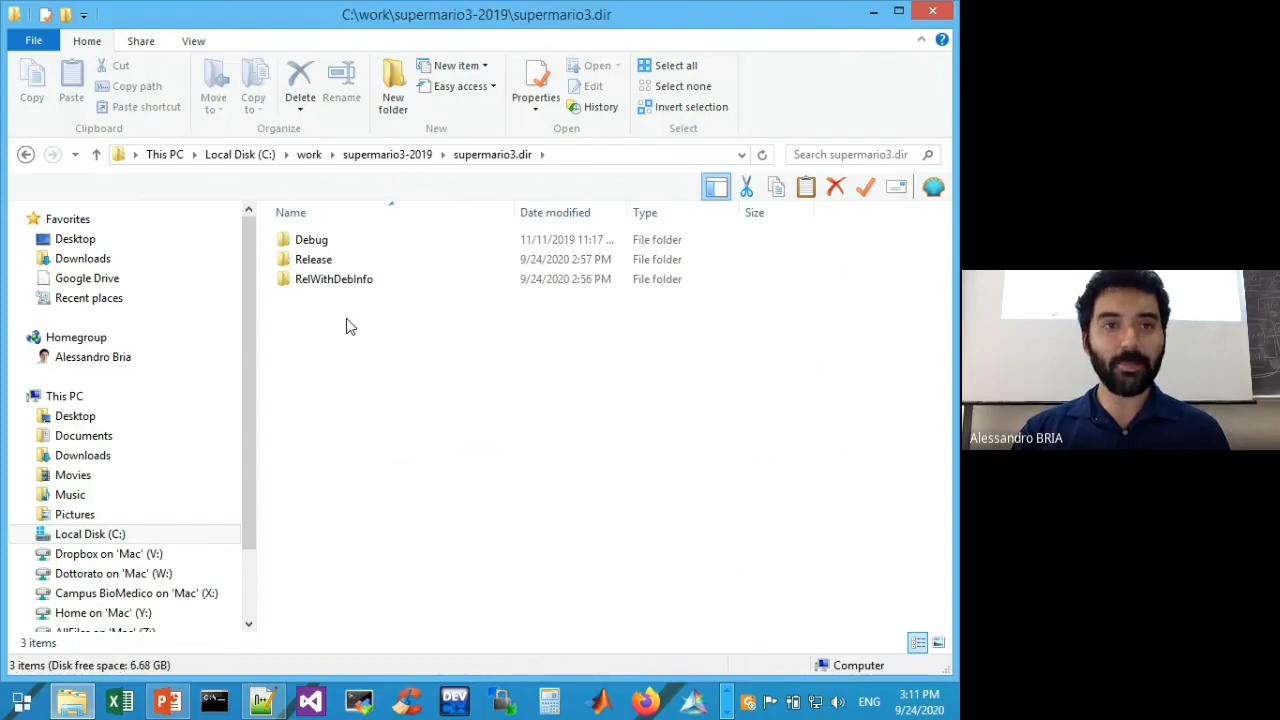 C:\work\supermario3-2019\supermario3.dir
File
Home
Share
View
Copy
Paste
Cut
Copy path
Paste shortcut
Clipboard
Move to
Copy to
Delete
Rename
Organize
New folder
New item
Easy access
New
Properties
Open
Edit
History
Open
Select all
Select none
Invert selection
Select
This PC
Local Disk (C:)
work
supermario3-2019
supermario3.dir
Search supermario3.dir
Name
Date modified
Type
Size
Debug 11/11/2019 11:17 ... File folder
Release 9/24/2020 2:57 PM File folder
RelWithDebInfo 9/24/2020 2:56 PM File folder
Favorites
Desktop
Downloads
Google Drive
Recent places
Homegroup
Alessandro Bria
This PC
Desktop
Documents
Downloads
Movies
Music
Pictures
Local Disk (C:)
Dropbox on 'Mac' (V:)
Dottorato on 'Mac' (W:)
Campus BioMedico on 'Mac' (X:)
Home on 'Mac' (Y:)
AllFiles on 'Mac' (Z:)
3 items
3 items (Disk free space: 6.68 GB)
Computer
DEV
ENG
3:11 PM
9/24/2020
Alessandro BRIA